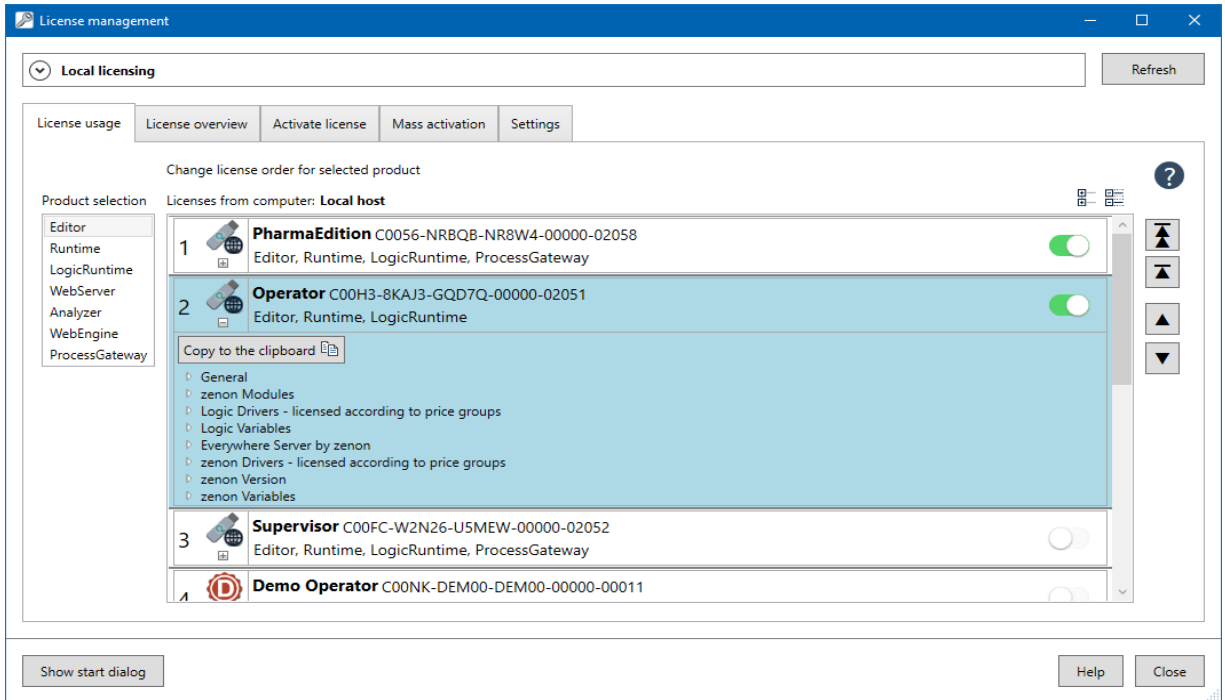 License management
Local licensing
Refresh
License usage
License overview
Activate license
Mass activation
Settings
Change license order for selected product
Product selection
Licenses from computer: Local host
Editor
Runtime
LogicRuntime
WebServer
Analyzer
WebEngine
ProcessGateway
1
PharmaEdition C0056-NRBQB-NR8W4-00000-02058
Editor, Runtime, LogicRuntime, ProcessGateway
2
Operator C00H3-8KAJ3-GQD7Q-00000-02051
Editor, Runtime, LogicRuntime
Copy to the clipboard
General
zenon Modules
Logic Drivers - licensed according to price groups
Logic Variables
Everywhere Server by zenon
zenon Drivers - licensed according to price groups
zenon Version
zenon Variables
3
Supervisor C00FC-W2N26-U5MEW-00000-02052
Editor, Runtime, LogicRuntime, ProcessGateway
4
D
Demo Operator C00NK-DEM00-DEM00-00000-00011
Show start dialog
Help
Close